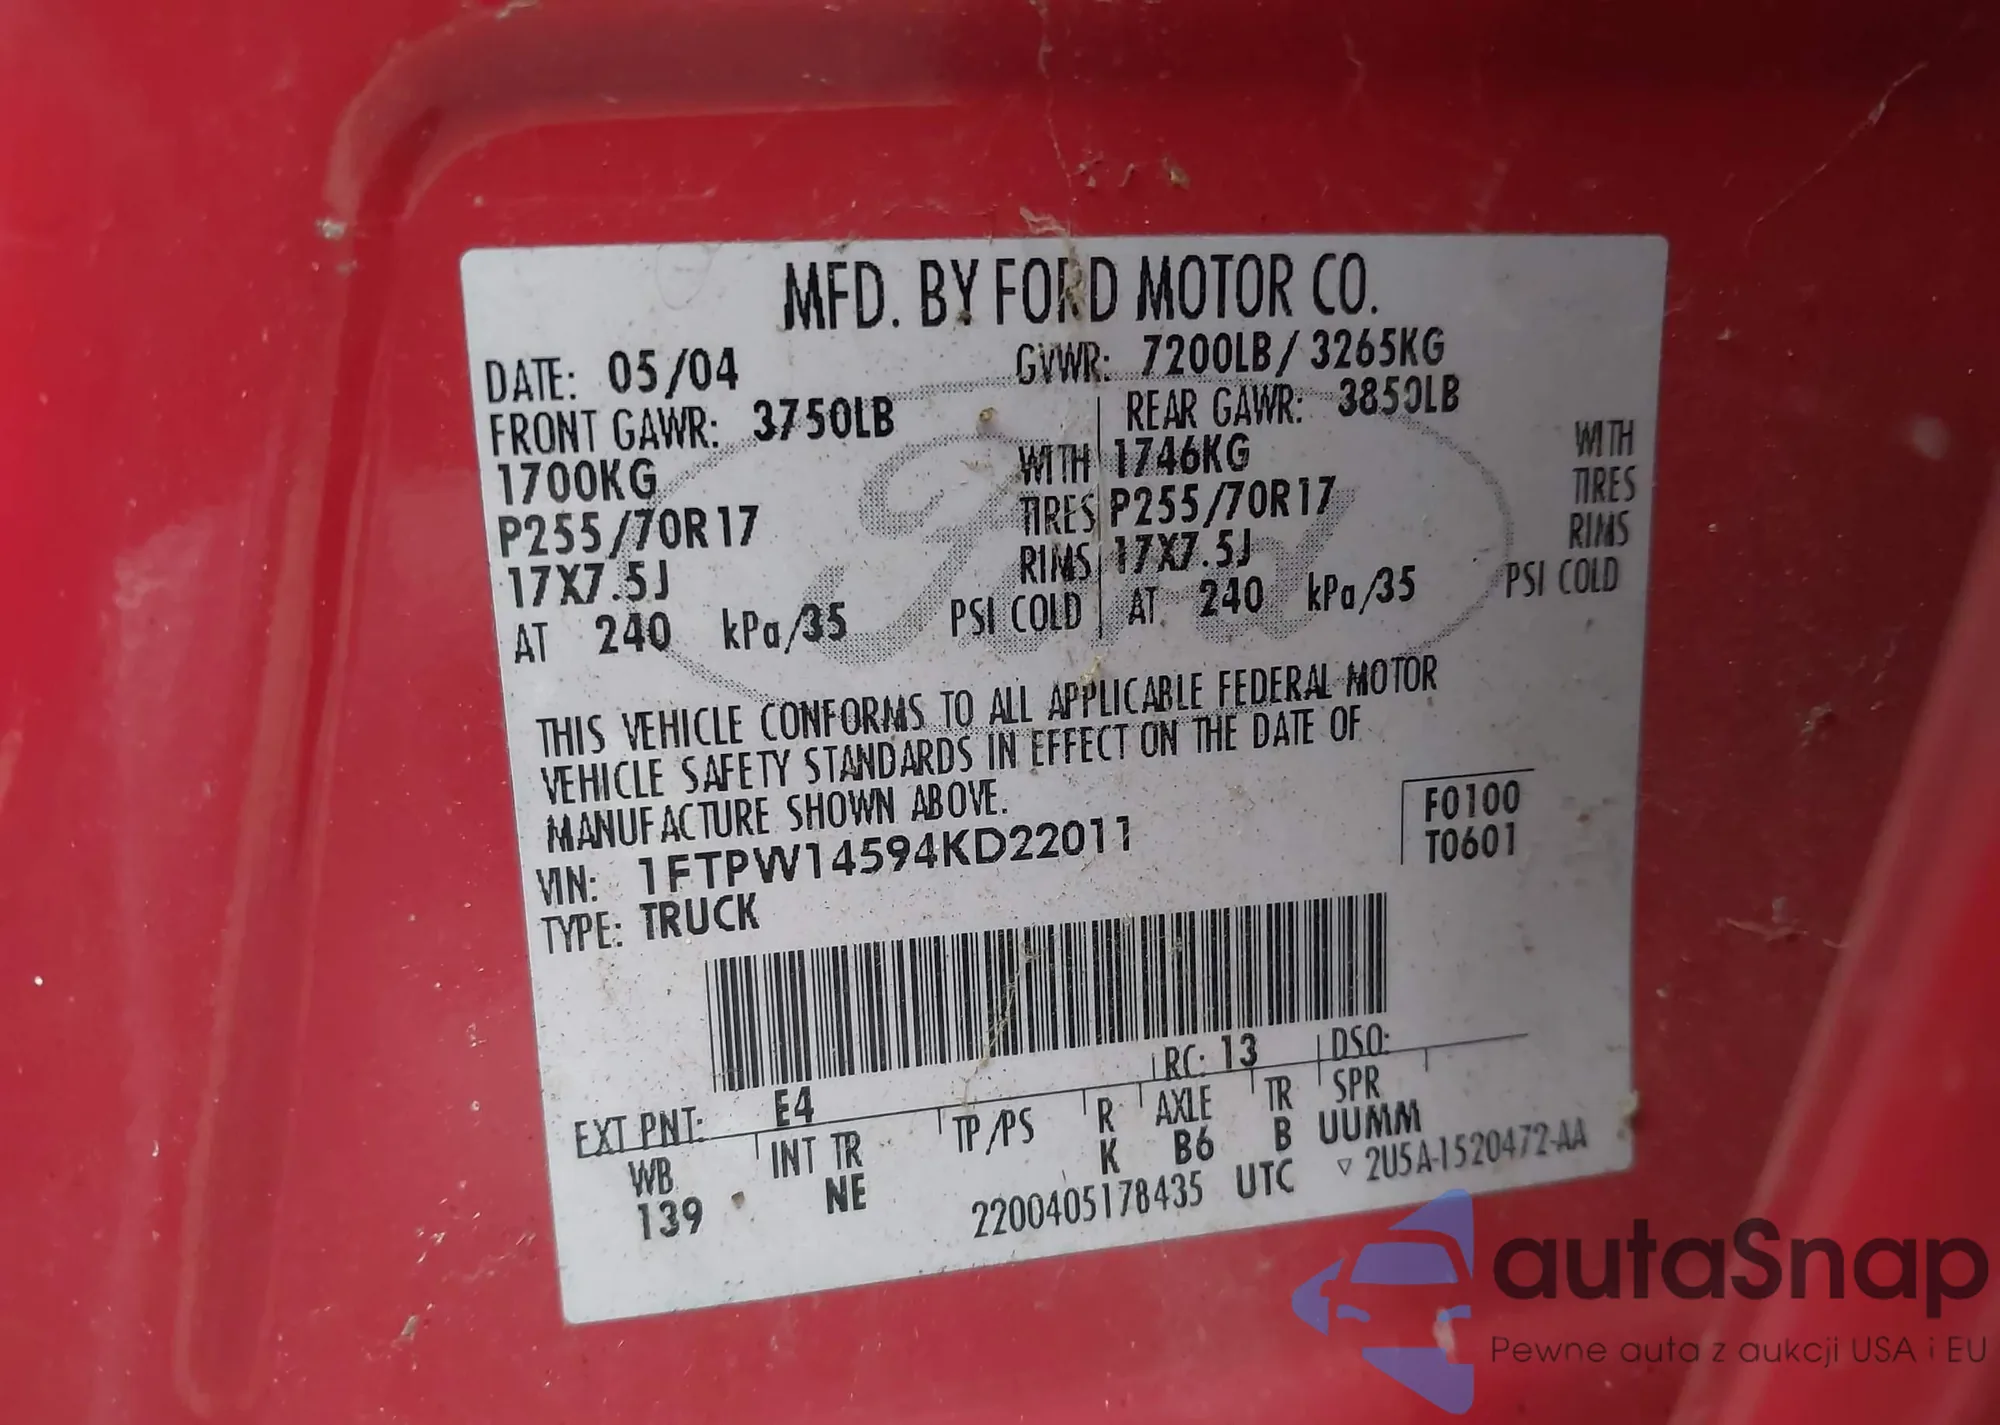 MFD. BY FORD MOTOR CO.
DATE: 05/04 GVWR: 7200LB/ 3265KG
FRONT GAWR: 3750LB REAR GAWR: 3850LB
1700KG WITH 1746KG WITH
P255/70R17 TIRES P255/70R17 TIRES
17X7.5J RIMS 17X7.5J RIMS
AT 240 kPa/35 PSI COLD AT 240 kPa/35 PSI COLD
THIS VEHICLE CONFORMS TO ALL APPLICABLE FEDERAL MOTOR
VEHICLE SAFETY STANDARDS IN EFFECT ON THE DATE OF
MANUFACTURE SHOWN ABOVE.
F0100
VIN: 1FTPW14594KD22011 T0601
TYPE: TRUCK
EXT PNT: E4 RC: 13 DSO:
WB INT TR TP/PS R AXLE TR SPR
139 NE K B6 B UUMM
2200405178435 UTC ▽ 2U5A-1520472-AA
Ford
autaSnap
Pewne auta z aukcji USA i EU